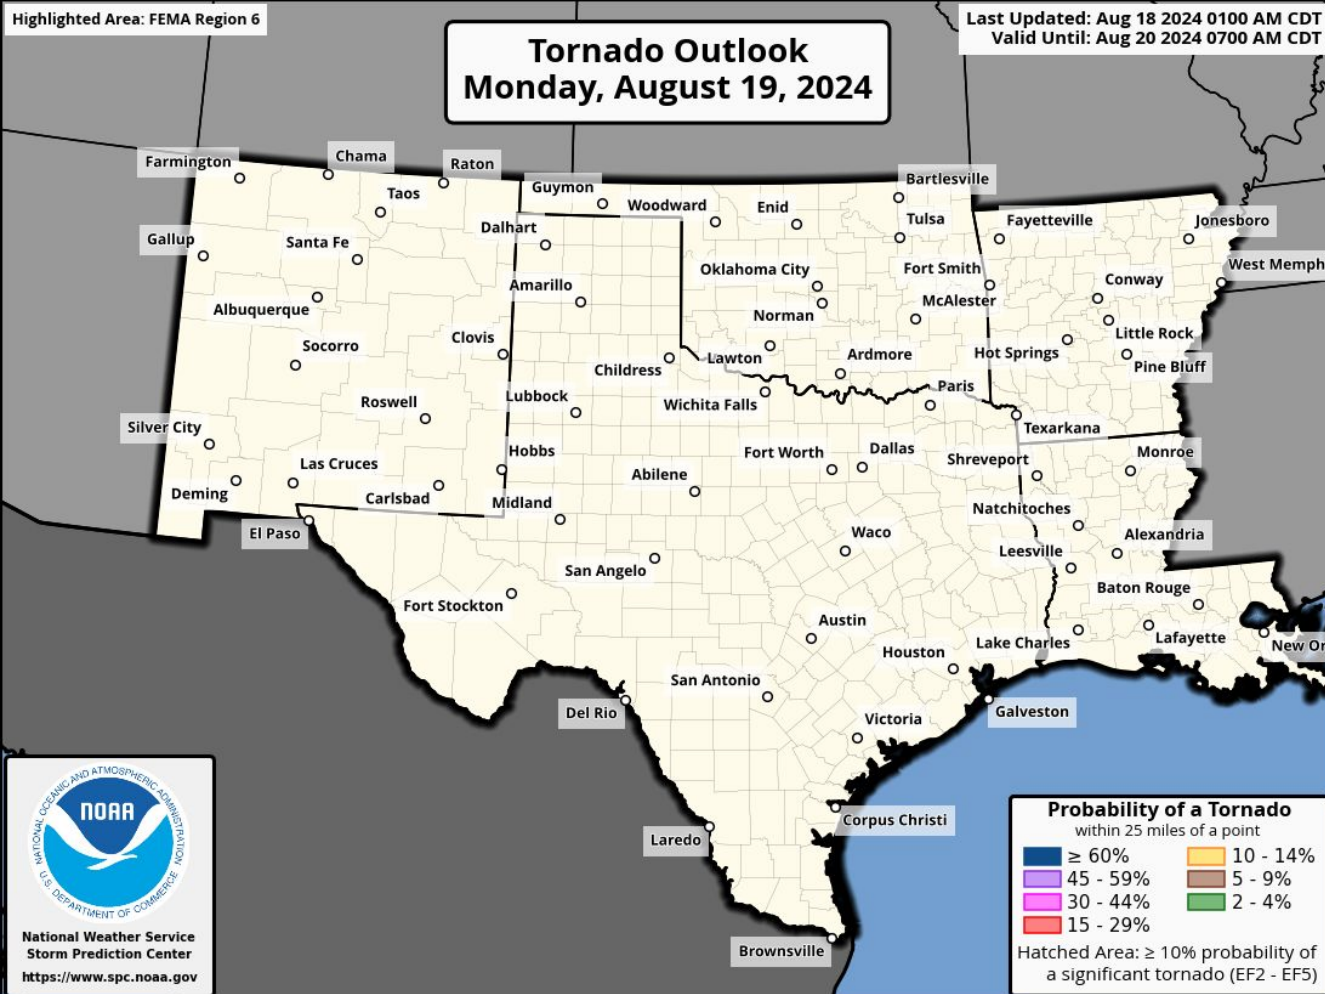 Highlighted Area: FEMA Region 6
Tornado Outlook
Monday, August 19, 2024
Last Updated: Aug 18 2024 0100 AM CDT
Valid Until: Aug 20 2024 0700 AM CDT
Farmington
Chama
Raton
Taos
Guymon
Woodward
Enid
Bartlesville
Tulsa
Fayetteville
Jonesboro
Gallup
Santa Fe
Dalhart
Oklahoma City
Fort Smith
West Memph
Albuquerque
Amarillo
Norman
McAlester
Conway
Socorro
Clovis
Childress
Lawton
Ardmore
Hot Springs
Little Rock
Pine Bluff
Roswell
Lubbock
Wichita Falls
Paris
Texarkana
Silver City
Las Cruces
Hobbs
Abilene
Fort Worth
Dallas
Shreveport
Monroe
Deming
Carlsbad
Midland
Natchitoches
El Paso
San Angelo
Waco
Leesville
Alexandria
Fort Stockton
Austin
Baton Rouge
Houston
Lake Charles
Lafayette
New Or
San Antonio
Del Rio
Victoria
Galveston
Laredo
Corpus Christi
Brownsville
NATIONAL OCEANIC AND ATMOSPHERIC ADMINISTRATION
NOAA
U.S. DEPARTMENT OF COMMERCE
National Weather Service
Storm Prediction Center
https://www.spc.noaa.gov
Probability of a Tornado
within 25 miles of a point
≥ 60% 10 - 14%
45 - 59% 5 - 9%
30 - 44% 2 - 4%
15 - 29%
Hatched Area: ≥ 10% probability of
a significant tornado (EF2 - EF5)